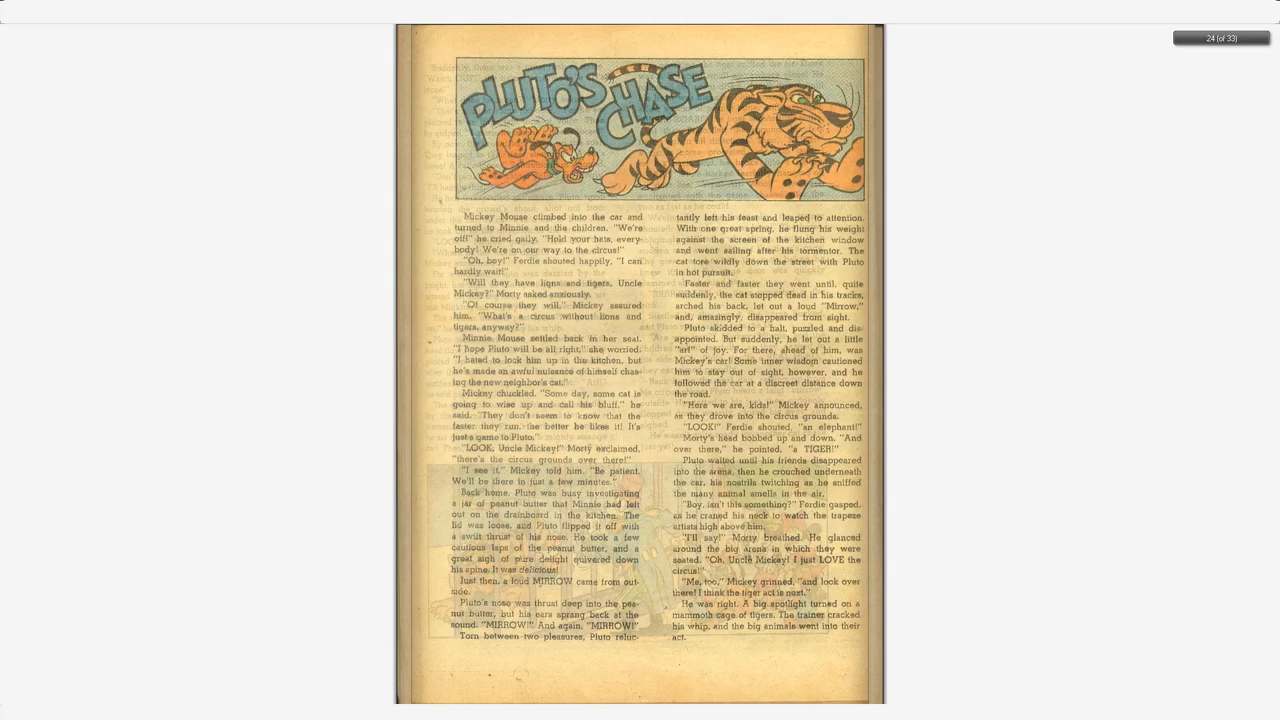 24 (of 33)
PLUTO'S CHASE
Mickey Mouse climbed into the car and
turned to Minnie and the children. "We're
off!" he cried gaily. "Hold your hats, every-
body! We're on our way to the circus!"
"Oh, boy!" Ferdie shouted happily, "I can
hardly wait!"
"Will they have lions and tigers, Uncle
Mickey?" Morty asked anxiously.
"Of course they will," Mickey assured
him. "What's a circus without lions and
tigers, anyway?"
Minnie Mouse settled back in her seat.
"I hope Pluto will be all right," she worried.
"I hated to lock him up in the kitchen, but
he's made an awful nuisance of himself chas-
ing the new neighbor's cat."
Mickey chuckled. "Some day, some cat is
going to wise up and call his bluff," he
said. "They don't seem to know that the
faster they run, the better he likes it! It's
just a game to Pluto."
"LOOK, Uncle Mickey!" Morty exclaimed,
"there's the circus grounds over there!"
"I see it," Mickey told him. "Be patient.
We'll be there in just a few minutes."
Back home, Pluto was busy investigating
a jar of peanut butter that Minnie had left
out on the drainboard in the kitchen. The
lid was loose, and Pluto flipped it off with
a swift thrust of his nose. He took a few
cautious laps of the peanut butter, and a
great sigh of pure delight quivered down
his spine. It was delicious!
Just then, a loud MIRROW came from out-
side.
Pluto's nose was thrust deep into the pea-
nut butter, but his ears sprang back at the
sound. "MIRROW!" And again, "MIRROW!"
Torn between two pleasures, Pluto reluc-
tantly left his feast and leaped to attention.
With one great spring, he flung his weight
against the screen of the kitchen window
and went sailing after his tormentor. The
cat tore wildly down the street with Pluto
in hot pursuit.
Faster and faster they went until, quite
suddenly, the cat stopped dead in his tracks,
arched his back, let out a loud "Mirrow,"
and, amazingly, disappeared from sight.
Pluto skidded to a halt, puzzled and dis-
appointed. But suddenly, he let out a little
"arf" of joy. For there, ahead of him, was
Mickey's car! Some inner wisdom cautioned
him to stay out of sight, however, and he
followed the car at a discreet distance down
the road.
"Here we are, kids!" Mickey announced,
as they drove into the circus grounds.
"LOOK!" Ferdie shouted, "an elephant!"
Morty's head bobbed up and down. "And
over there," he pointed, "a TIGER!"
Pluto waited until his friends disappeared
into the arena, then he crouched underneath
the car, his nostrils twitching as he sniffed
the many animal smells in the air.
"Boy, isn't this something?" Ferdie gasped,
as he craned his neck to watch the trapeze
artists high above him.
"I'll say!" Morty breathed. He glanced
around the big arena in which they were
seated. "Oh, Uncle Mickey! I just LOVE the
circus!"
"Me, too," Mickey grinned, "and look over
there! I think the tiger act is next."
He was right. A big spotlight turned on a
mammoth cage of tigers. The trainer cracked
his whip, and the big animals went into their
act.